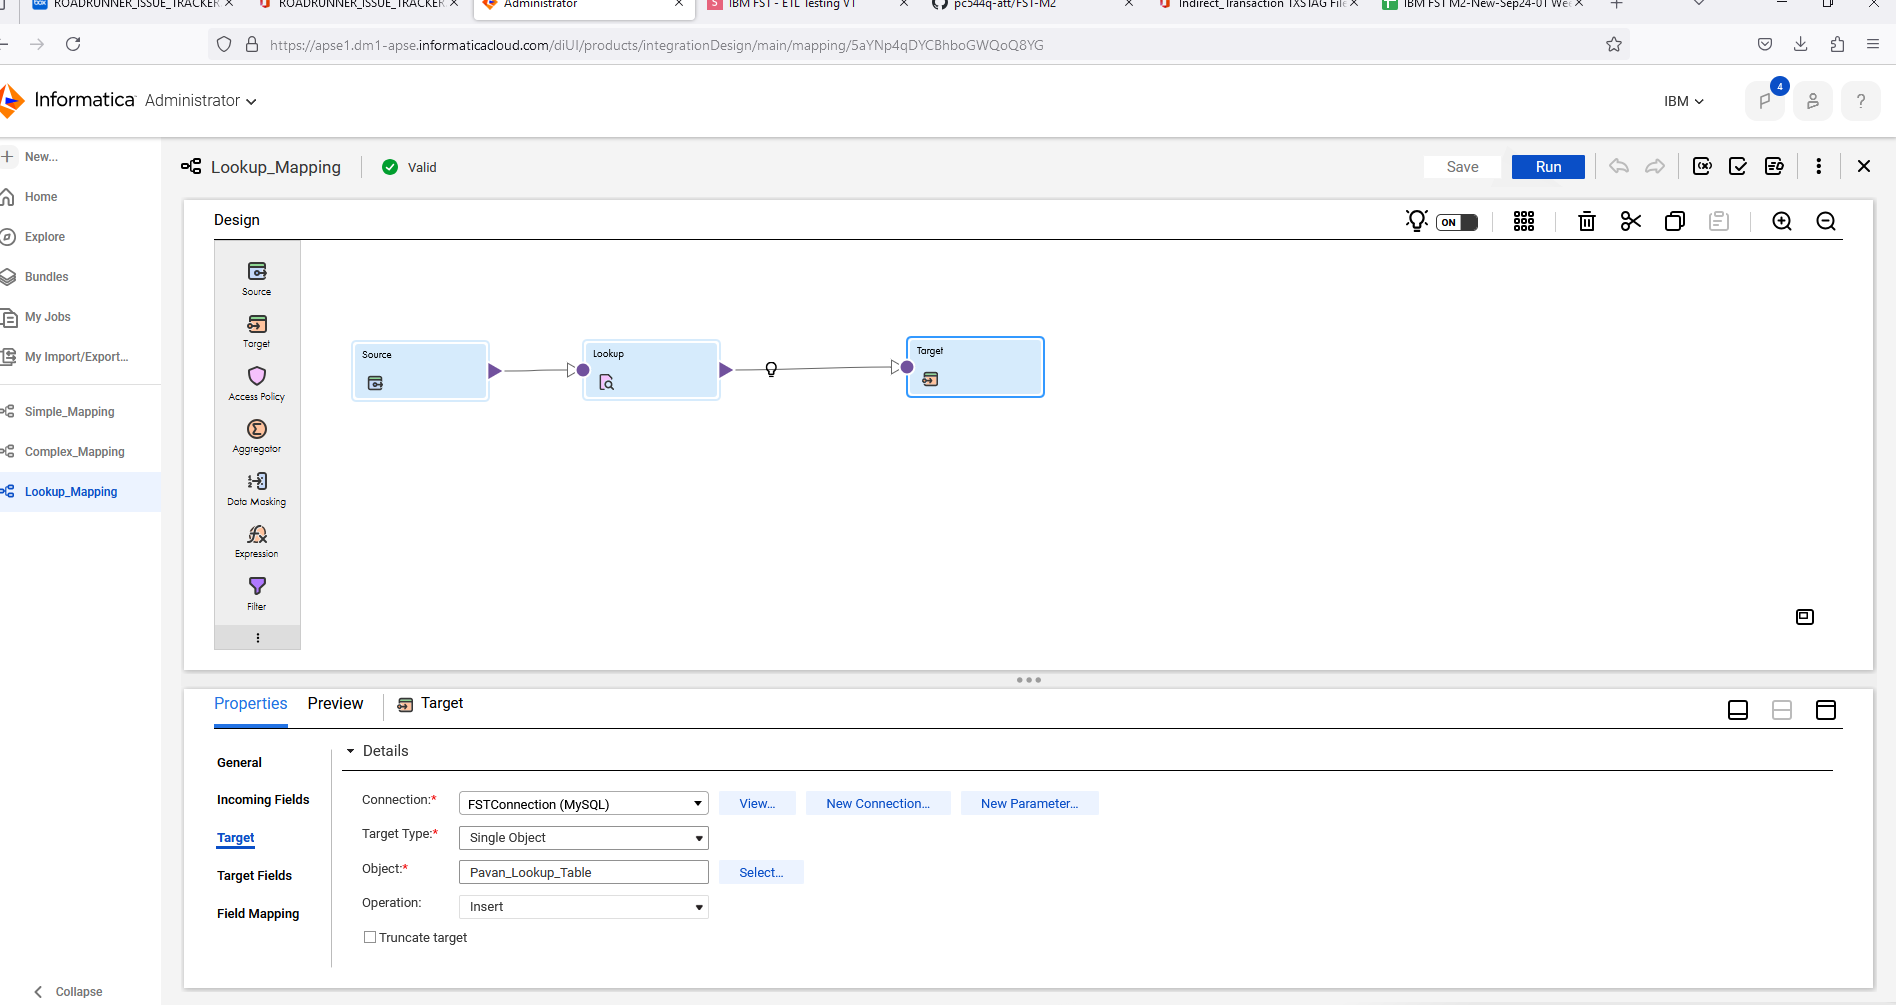 ROADRUNNER_ISSUE_TRACKER
ROADRUNNER_ISSUE_TRACKER
Administrator
IBM FST - ETL Testing V1
pc544q-att/FST-M2
Indirect_Transaction TXSTAG File
IBM FST M2-New-Sep24-01 Wee
https://apse1.dm1-apse.informaticacloud.com/diUI/products/integrationDesign/main/mapping/5aYNp4qDYCBhboGWQoQ8YG
Informatica Administrator
IBM
4
?
New...
Home
Explore
Bundles
My Jobs
My Import/Export...
Simple_Mapping
Complex_Mapping
Lookup_Mapping
Collapse
Lookup_Mapping
Valid
Save
Run
Design
ON
Source
Target
Access Policy
Aggregator
Data Masking
Expression
Filter
Source
Lookup
Target
Properties
Preview
Target
General
Incoming Fields
Target
Target Fields
Field Mapping
Details
Connection:* FSTConnection (MySQL) View... New Connection... New Parameter...
Target Type:* Single Object
Object:* Pavan_Lookup_Table Select...
Operation: Insert
Truncate target